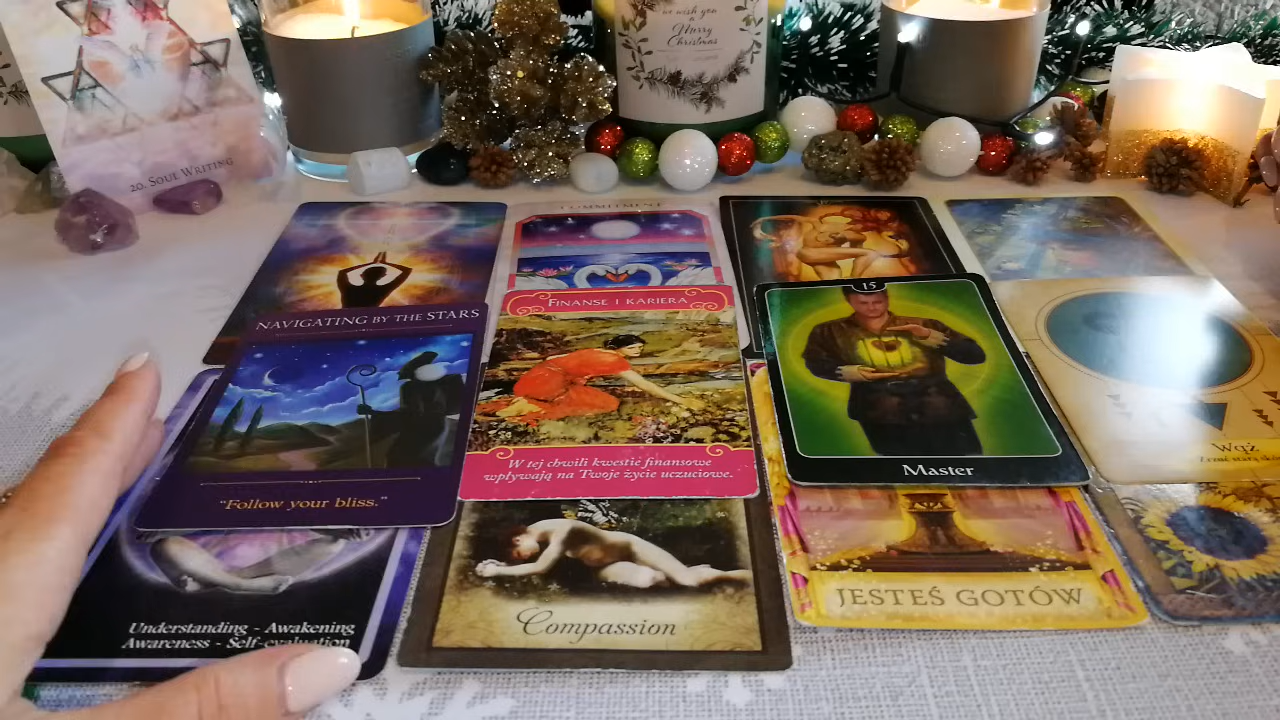 we wish you
a
Merry
Christmas
20. SOUL WRITING
COMMITMENT
NAVIGATING BY THE STARS
"Follow your bliss."
Understanding - Awakening
Awareness - Self-evaluation
FINANSE I KARIERA
W tej chwili kwestie finansowe
wpływają na Twoje życie uczuciowe.
Compassion
15
Master
JESTEŚ GOTÓW
Wąż